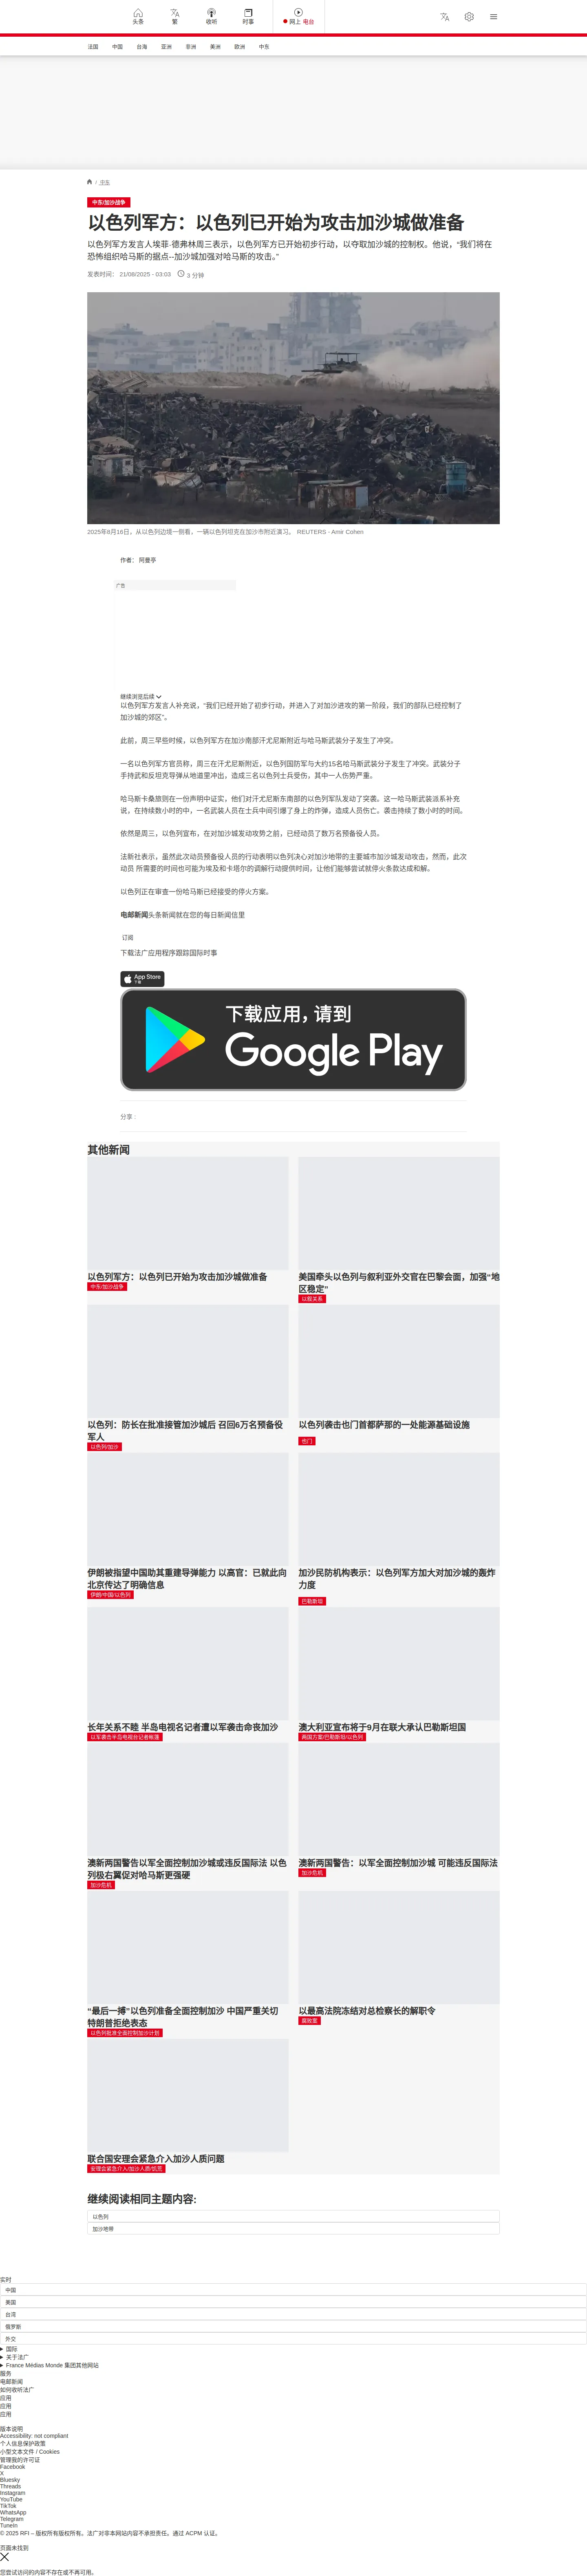 头条
繁
收听
时事
网上 电台
法国 中国 台海 亚洲 非洲 美洲 欧洲 中东
/ 中东
中东/加沙战争
以色列军方：以色列已开始为攻击加沙城做准备
以色列军方发言人埃菲·德弗林周三表示，以色列军方已开始初步行动，以夺取加沙城的控制权。他说，“我们将在
恐怖组织哈马斯的据点--加沙城加强对哈马斯的攻击。”
发表时间： 21/08/2025 - 03:03 3 分钟
2025年8月16日，从以色列边境一侧看，一辆以色列坦克在加沙市附近演习。 REUTERS - Amir Cohen
作者： 阿曼亭
广告
继续浏览后续
以色列军方发言人补充说，“我们已经开始了初步行动，并进入了对加沙进攻的第一阶段，我们的部队已经控制了
加沙城的郊区”。
此前，周三早些时候，以色列军方在加沙南部汗尤尼斯附近与哈马斯武装分子发生了冲突。
一名以色列军方官员称，周三在汗尤尼斯附近，以色列国防军与大约15名哈马斯武装分子发生了冲突。武装分子
手持武和反坦克导弹从地道里冲出，造成三名以色列士兵受伤，其中一人伤势严重。
哈马斯卡桑旅则在一份声明中证实，他们对汗尤尼斯东南部的以色列军队发动了突袭。这一哈马斯武装派系补充
说，在持续数小时的中，一名武装人员在士兵中间引爆了身上的炸弹，造成人员伤亡。袭击持续了数小时的时间。
依然是周三，以色列宣布，在对加沙城发动攻势之前，已经动员了数万名预备役人员。
法新社表示，虽然此次动员预备役人员的行动表明以色列决心对加沙地带的主要城市加沙城发动攻击，然而，此次
动员 所需要的时间也可能为埃及和卡塔尔的调解行动提供时间，让他们能够尝试就停火条款达成和解。
以色列正在审查一份哈马斯已经接受的停火方案。
电邮新闻头条新闻就在您的每日新闻信里
订阅
下载法广应用程序跟踪国际时事
App Store
下载
下载应用，请到
Google Play
分享 :
其他新闻
以色列军方：以色列已开始为攻击加沙城做准备
中东/加沙战争
美国牵头以色列与叙利亚外交官在巴黎会面，加强“地
区稳定”
以叙关系
以色列：防长在批准接管加沙城后 召回6万名预备役
军人
以色列/加沙
以色列袭击也门首都萨那的一处能源基础设施
也门
伊朗被指望中国助其重建导弹能力 以高官：已就此向
北京传达了明确信息
伊朗/中国/以色列
加沙民防机构表示：以色列军方加大对加沙城的轰炸
力度
巴勒斯坦
长年关系不睦 半岛电视名记者遭以军袭击命丧加沙
以军袭击半岛电视台记者帐篷
澳大利亚宣布将于9月在联大承认巴勒斯坦国
两国方案/巴勒斯坦/以色列
澳新两国警告以军全面控制加沙城或违反国际法 以色
列极右翼促对哈马斯更强硬
加沙危机
澳新两国警告：以军全面控制加沙城 可能违反国际法
加沙危机
“最后一搏”以色列准备全面控制加沙 中国严重关切
特朗普拒绝表态
以色列批准全面控制加沙计划
以最高法院冻结对总检察长的解职令
腐败案
联合国安理会紧急介入加沙人质问题
安理会紧急介入/加沙人质/饥荒
继续阅读相同主题内容:
以色列
加沙地带
实时
中国
美国
台湾
俄罗斯
外交
国际
关于法广
France Médias Monde 集团其他网站
服务
电邮新闻
如何收听法广
应用
应用
应用
版本说明
Accessibility: not compliant
个人信息保护政策
小型文本文件 / Cookies
管理我的许可证
Facebook
X
Bluesky
Threads
Instagram
YouTube
TikTok
WhatsApp
Telegram
TuneIn
© 2025 RFI – 版权所有版权所有。法广对非本网站内容不承担责任。通过 ACPM 认证。
页面未找到
您尝试访问的内容不存在或不再可用。